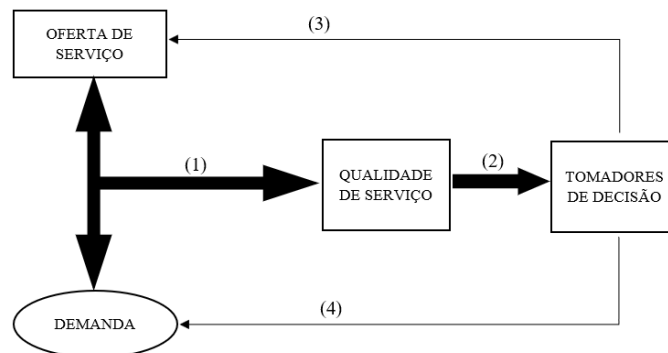 OFERTA DE
SERVIÇO
(3)
(1)
QUALIDADE
DE SERVIÇO
(2)
TOMADORES
DE DECISÃO
DEMANDA
(4)